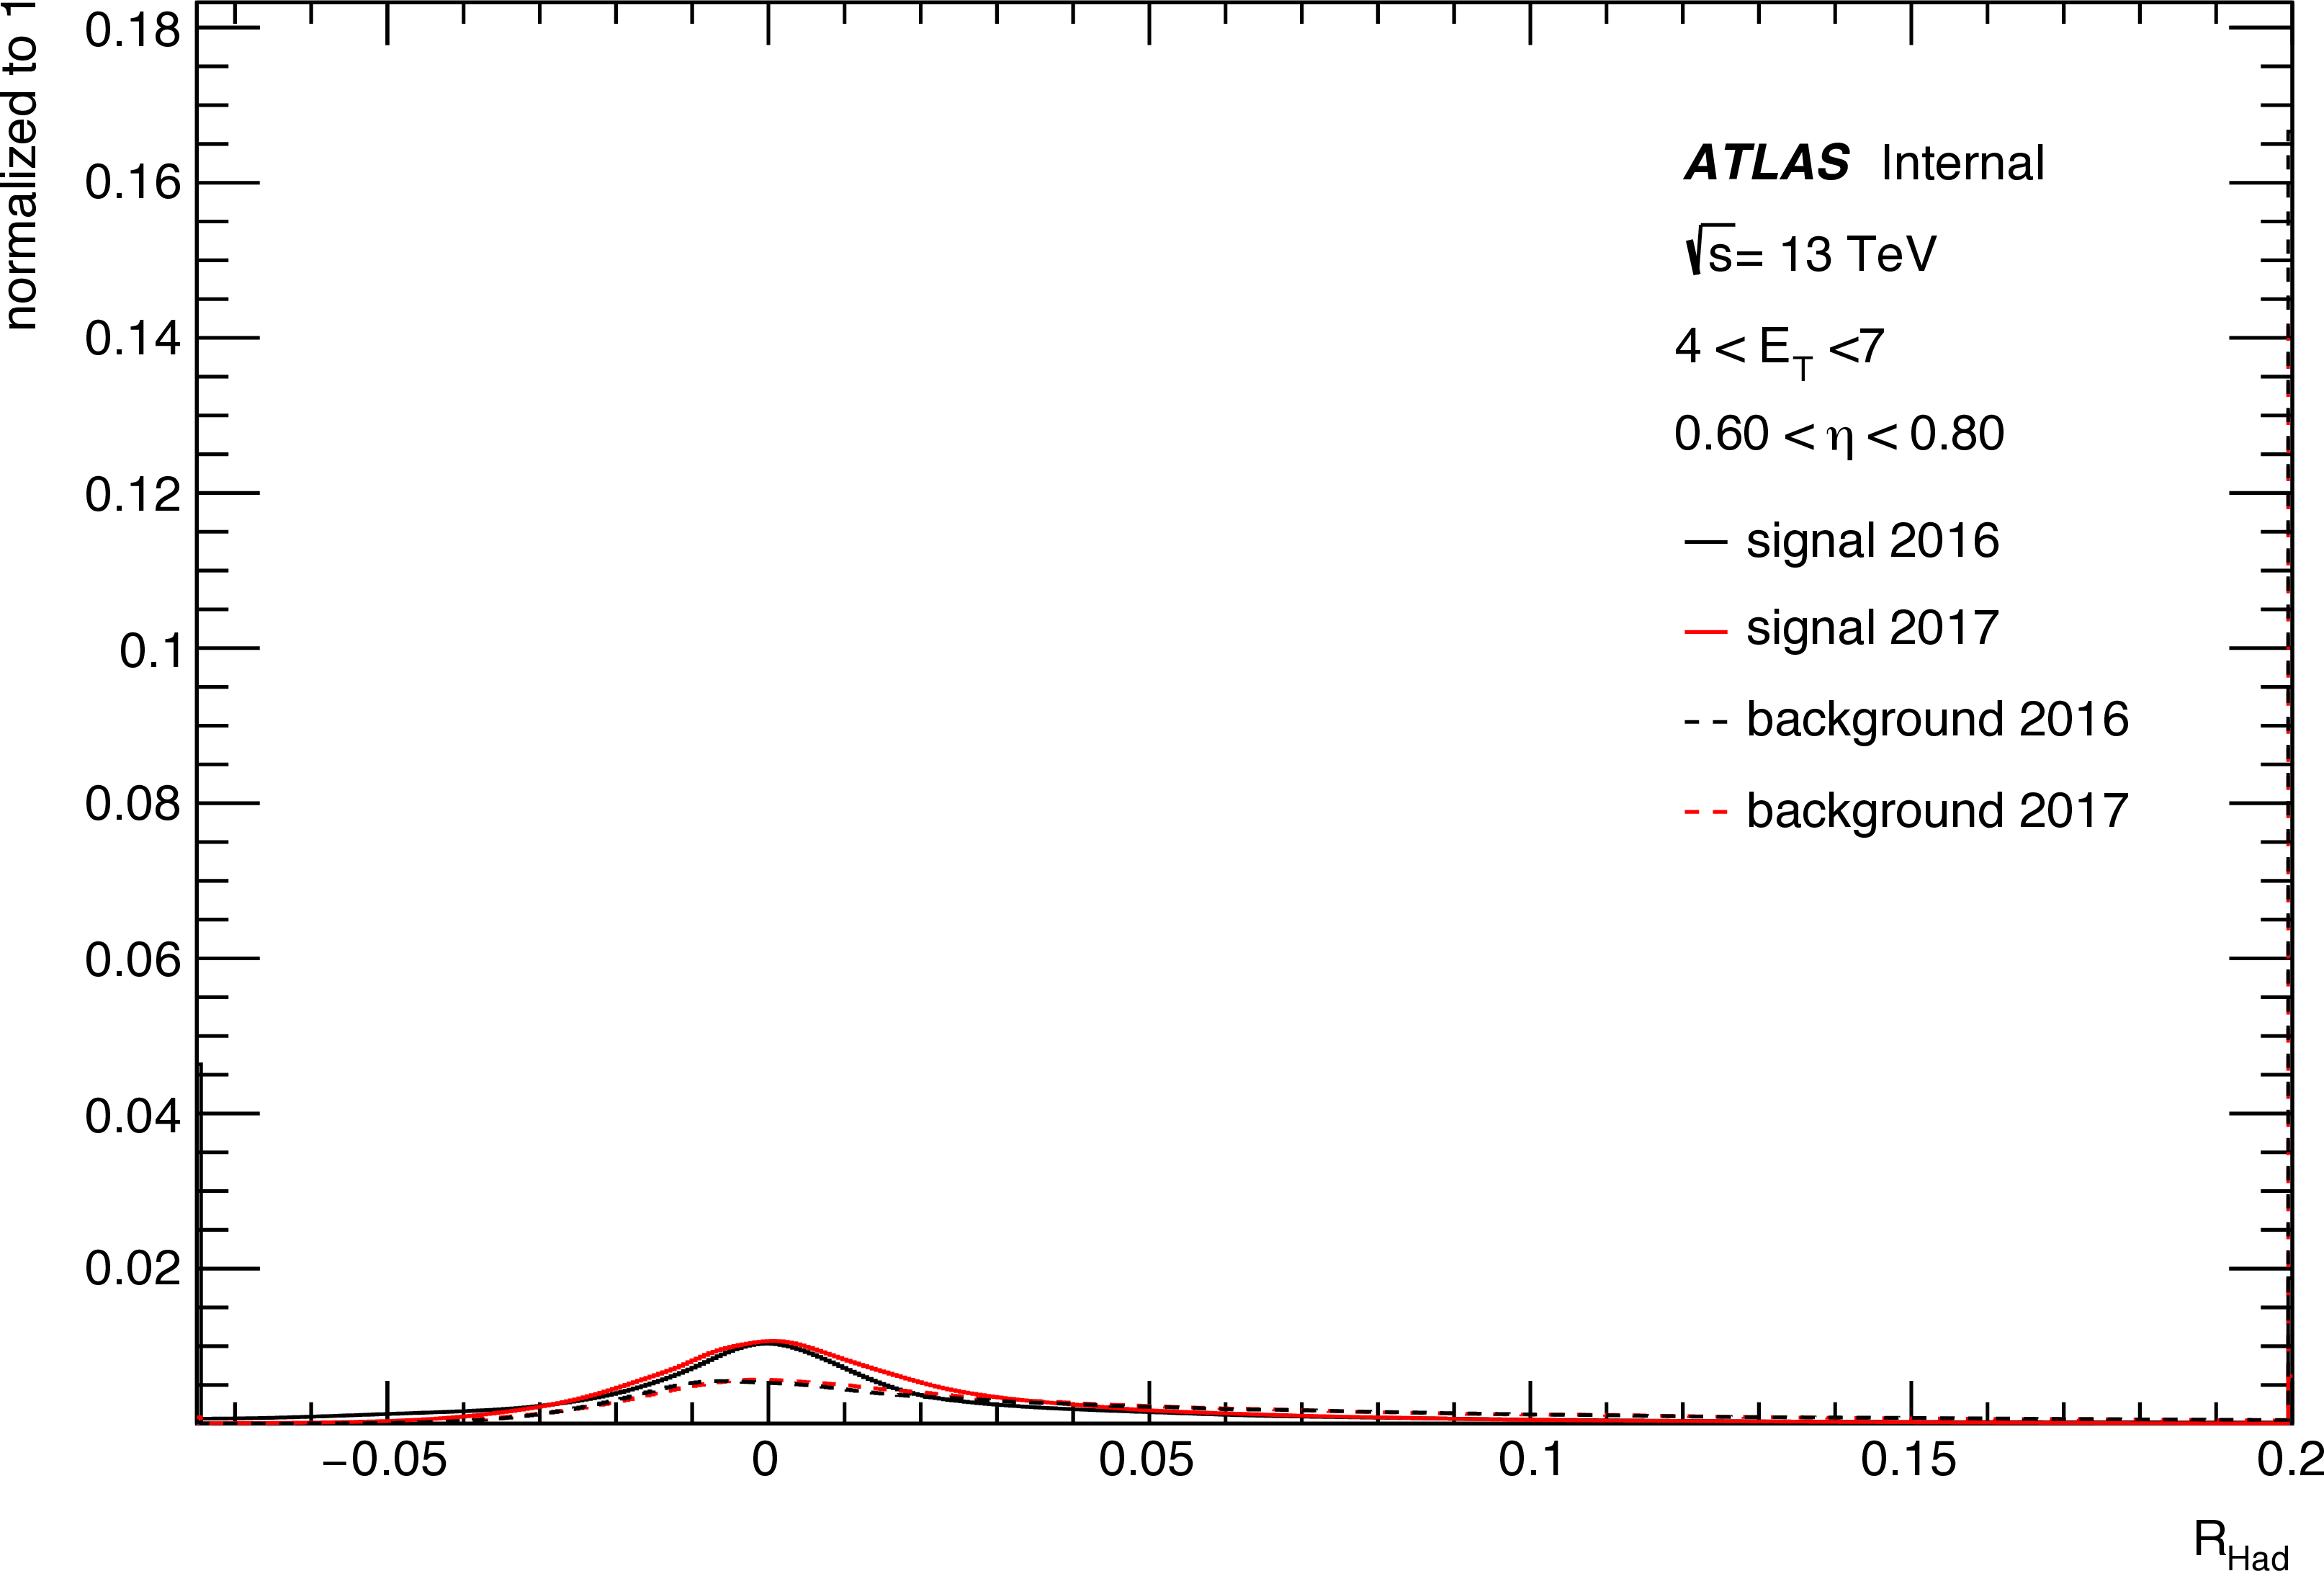 normalized to 1
0.18
0.16
0.14
0.12
0.1
0.08
0.06
0.04
0.02
ATLAS Internal
√s= 13 TeV
4 < E_T <7
0.60 < η < 0.80
signal 2016
signal 2017
background 2016
background 2017
−0.05 0 0.05 0.1 0.15 0.2
R_Had